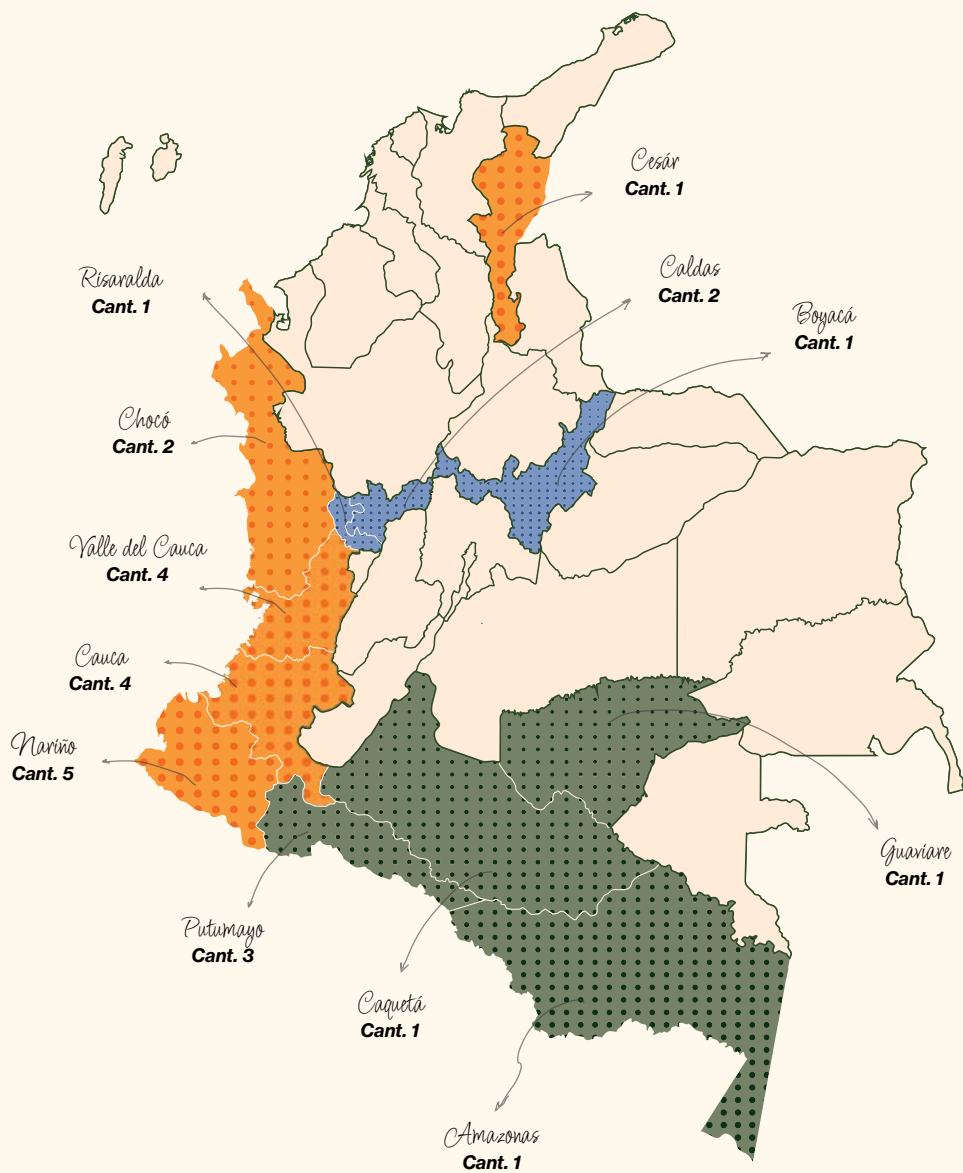 Cesár
Cant. 1
Risaralda
Cant. 1
Caldas
Cant. 2
Boyacá
Cant. 1
Chocó
Cant. 2
Valle del Cauca
Cant. 4
Cauca
Cant. 4
Nariño
Cant. 5
Guaviare
Cant. 1
Putumayo
Cant. 3
Caquetá
Cant. 1
Amazonas
Cant. 1